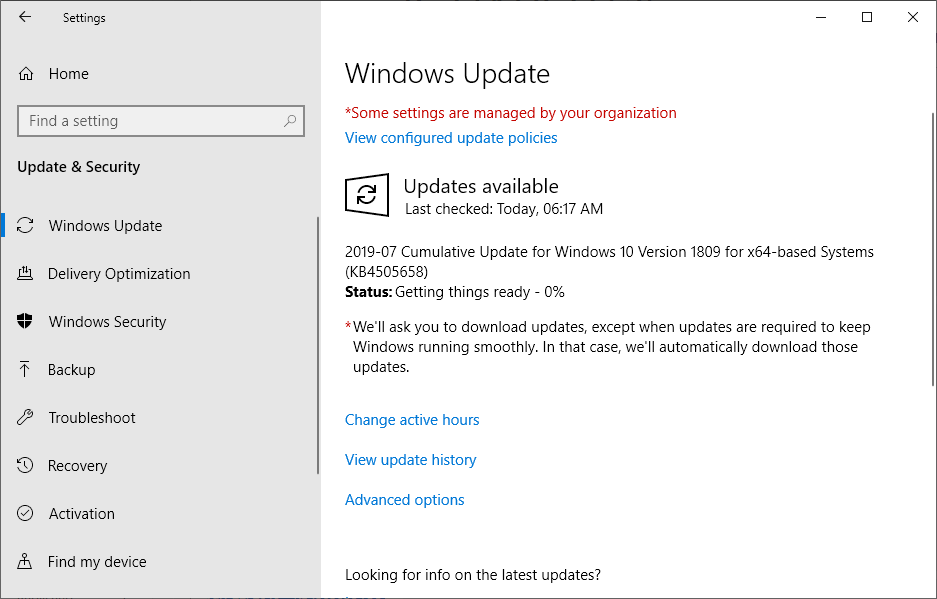 Settings
Home
Find a setting
Update & Security
Windows Update
Delivery Optimization
Windows Security
Backup
Troubleshoot
Recovery
Activation
Find my device
Windows Update
*Some settings are managed by your organization
View configured update policies
Updates available
Last checked: Today, 06:17 AM
2019-07 Cumulative Update for Windows 10 Version 1809 for x64-based Systems
(KB4505658)
Status: Getting things ready - 0%
*We'll ask you to download updates, except when updates are required to keep
Windows running smoothly. In that case, we'll automatically download those
updates.
Change active hours
View update history
Advanced options
Looking for info on the latest updates?